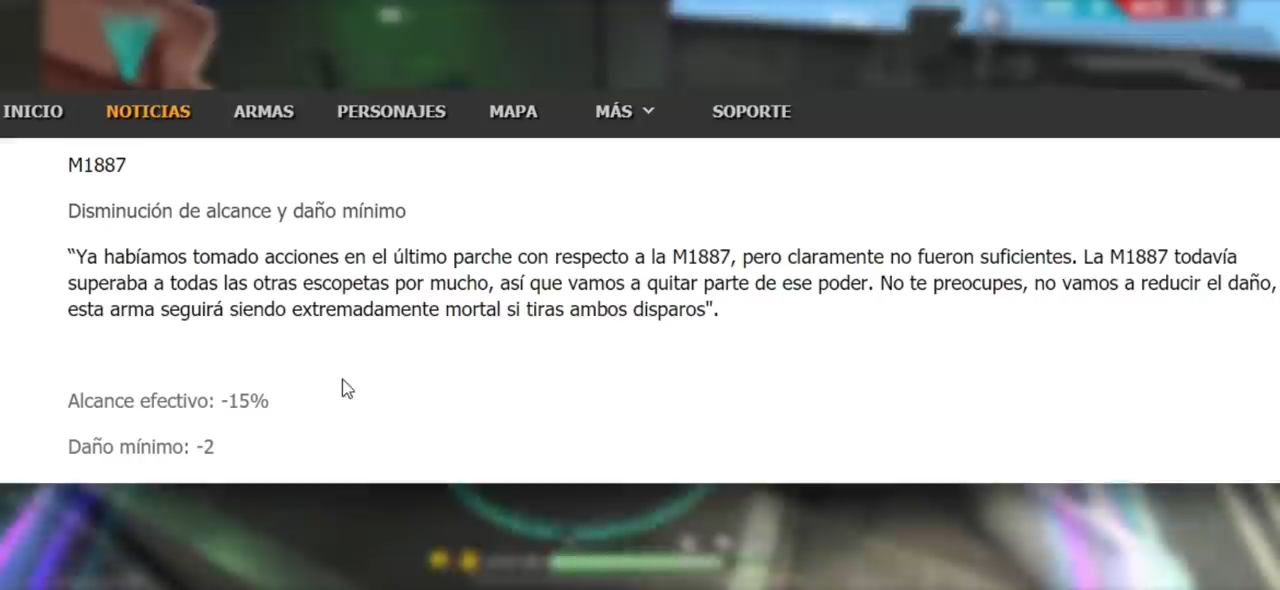 INICIO NOTICIAS ARMAS PERSONAJES MAPA MÁS SOPORTE
M1887
Disminución de alcance y daño mínimo
“Ya habíamos tomado acciones en el último parche con respecto a la M1887, pero claramente no fueron suficientes. La M1887 todavía
superaba a todas las otras escopetas por mucho, así que vamos a quitar parte de ese poder. No te preocupes, no vamos a reducir el daño,
esta arma seguirá siendo extremadamente mortal si tiras ambos disparos".
Alcance efectivo: -15%
Daño mínimo: -2